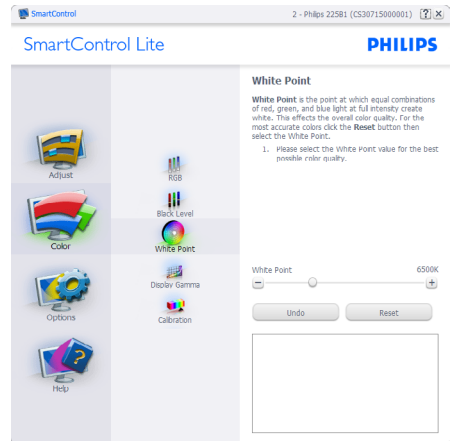 SmartControl
2 - Philips 225B1 (CS30715000001)
SmartControl Lite
PHILIPS
White Point
White Point is the point at which equal combinations
of red, green, and blue light at full intensity create
white. This effects the overall color quality. For the
most accurate colors click the Reset button then
select the White Point.
1. Please select the White Point value for the best
possible color quality.
Adjust
RGB
Black Level
Color
White Point
White Point 6500K
Display Gamma
Options
Calibration
Undo
Reset
Help